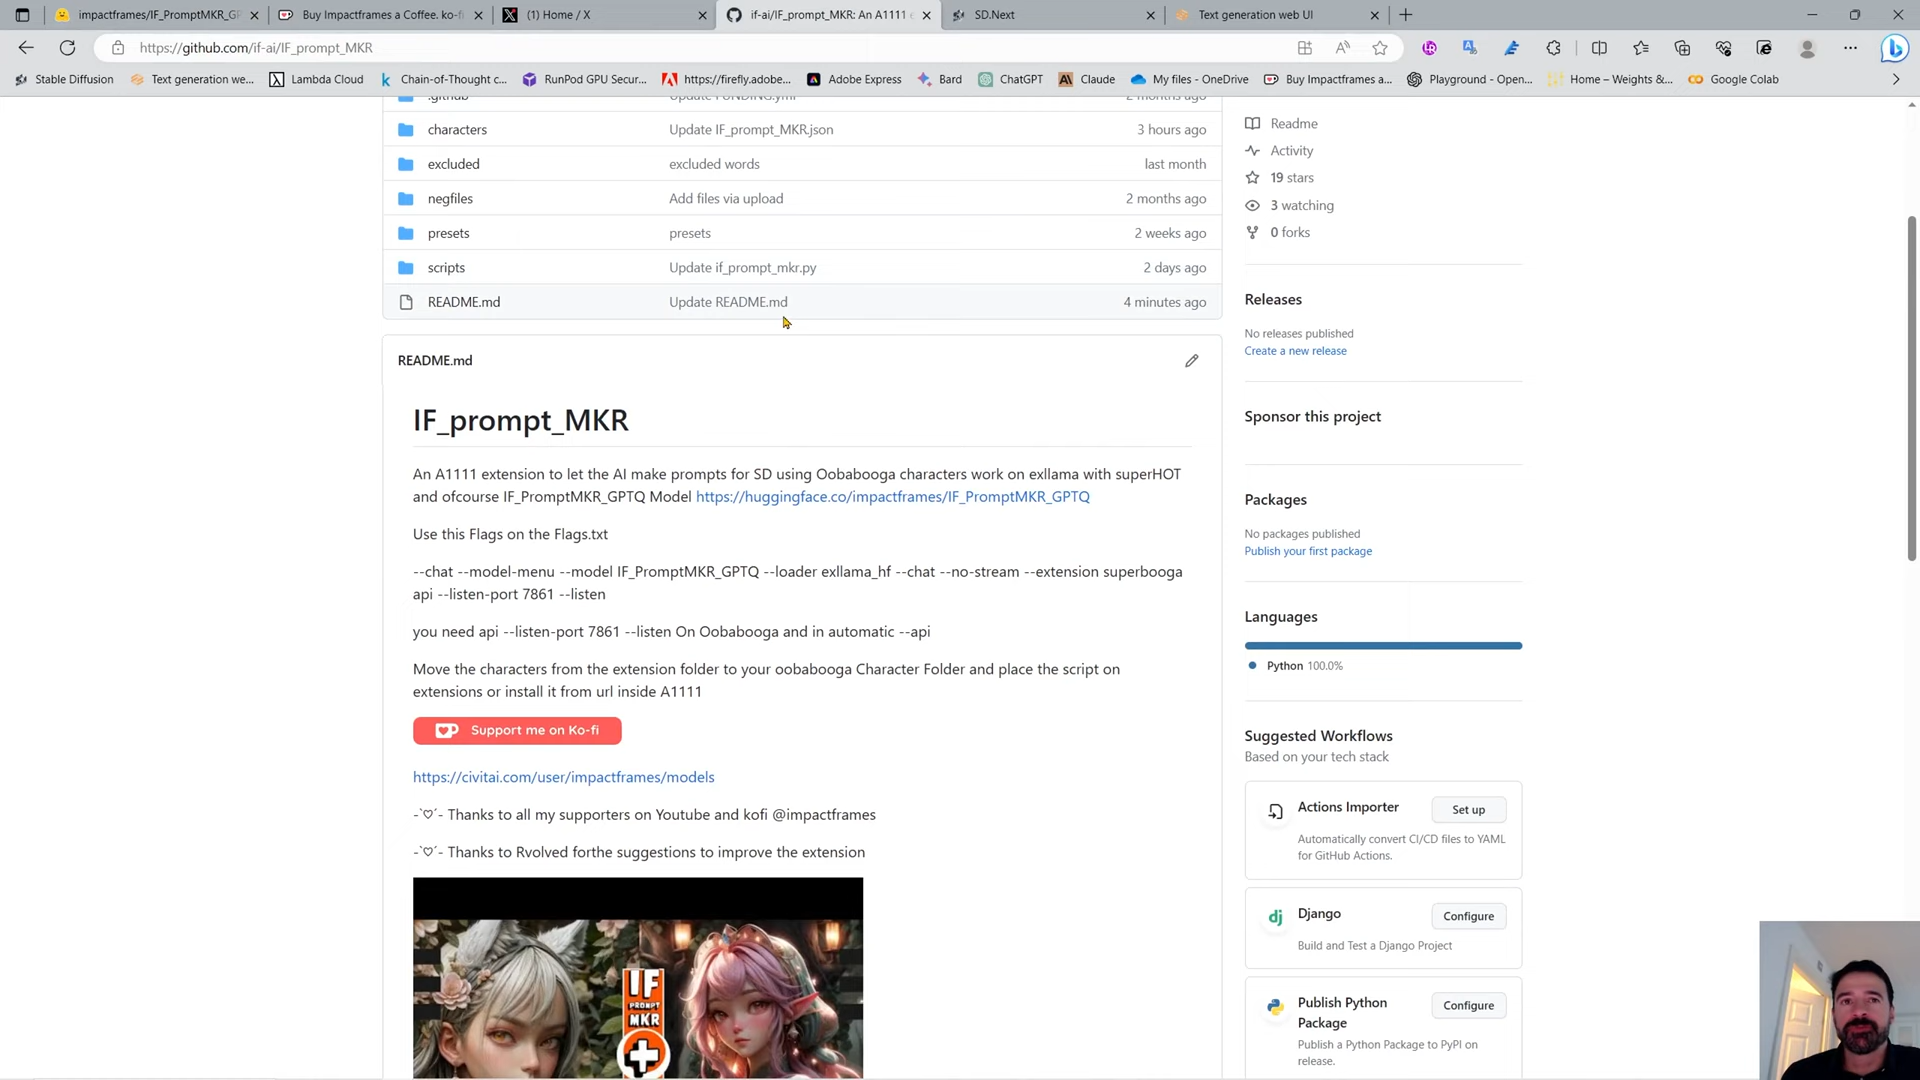 impactframes/IF_PromptMKR_GP
Buy Impactframes a Coffee. ko-fi
(1) Home / X
if-ai/IF_prompt_MKR: An A1111 e
SD.Next
Text generation web UI
https://github.com/if-ai/IF_prompt_MKR
Stable Diffusion
Text generation we...
Lambda Cloud
Chain-of-Thought c...
RunPod GPU Secur...
https://firefly.adobe...
Adobe Express
Bard
ChatGPT
Claude
My files - OneDrive
Buy Impactframes a...
Playground - Open...
Home – Weights &...
Google Colab
.github Update FUNDING.yml 2 months ago
characters Update IF_prompt_MKR.json 3 hours ago
excluded excluded words last month
negfiles Add files via upload 2 months ago
presets presets 2 weeks ago
scripts Update if_prompt_mkr.py 2 days ago
README.md Update README.md 4 minutes ago
README.md
IF_prompt_MKR
An A1111 extension to let the AI make prompts for SD using Oobabooga characters work on exllama with superHOT
and ofcourse IF_PromptMKR_GPTQ Model https://huggingface.co/impactframes/IF_PromptMKR_GPTQ
Use this Flags on the Flags.txt
--chat --model-menu --model IF_PromptMKR_GPTQ --loader exllama_hf --chat --no-stream --extension superbooga
api --listen-port 7861 --listen
you need api --listen-port 7861 --listen On Oobabooga and in automatic --api
Move the characters from the extension folder to your oobabooga Character Folder and place the script on
extensions or install it from url inside A1111
Support me on Ko-fi
https://civitai.com/user/impactframes/models
-`♡´- Thanks to all my supporters on Youtube and kofi @impactframes
-`♡´- Thanks to Rvolved forthe suggestions to improve the extension
IF
PROMPT
MKR
Readme
Activity
19 stars
3 watching
0 forks
Releases
No releases published
Create a new release
Sponsor this project
Packages
No packages published
Publish your first package
Languages
Python 100.0%
Suggested Workflows
Based on your tech stack
Actions Importer
Set up
Automatically convert CI/CD files to YAML
for GitHub Actions.
dj
Django
Configure
Build and Test a Django Project
Publish Python
Package
Configure
Publish a Python Package to PyPI on
release.